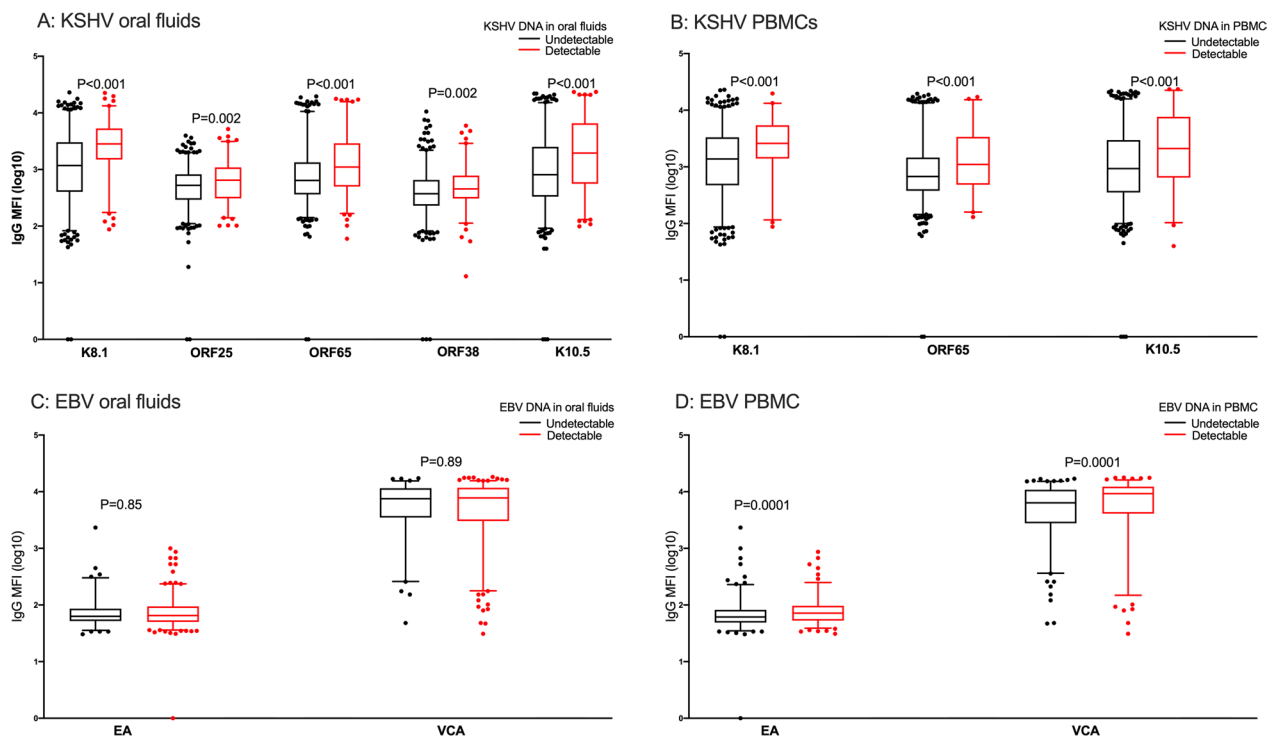 A: KSHV oral fluids
KSHV DNA in oral fluids
Undetectable
Detectable
IgG MFI (log10)
5
4
3
2
1
0
P<0.001
P=0.002
P<0.001
P=0.002
P<0.001
K8.1
ORF25
ORF65
ORF38
K10.5
B: KSHV PBMCs
KSHV DNA in PBMC
Undetectable
Detectable
IgG MFI (log10)
5
4
3
2
1
0
P<0.001
P<0.001
P<0.001
K8.1
ORF65
K10.5
C: EBV oral fluids
EBV DNA in oral fluids
Undetectable
Detectable
IgG MFI (log10)
5
4
3
2
1
0
P=0.85
P=0.89
EA
VCA
D: EBV PBMC
EBV DNA in PBMC
Undetectable
Detectable
IgG MFI (log10)
5
4
3
2
1
0
P=0.0001
P=0.0001
EA
VCA